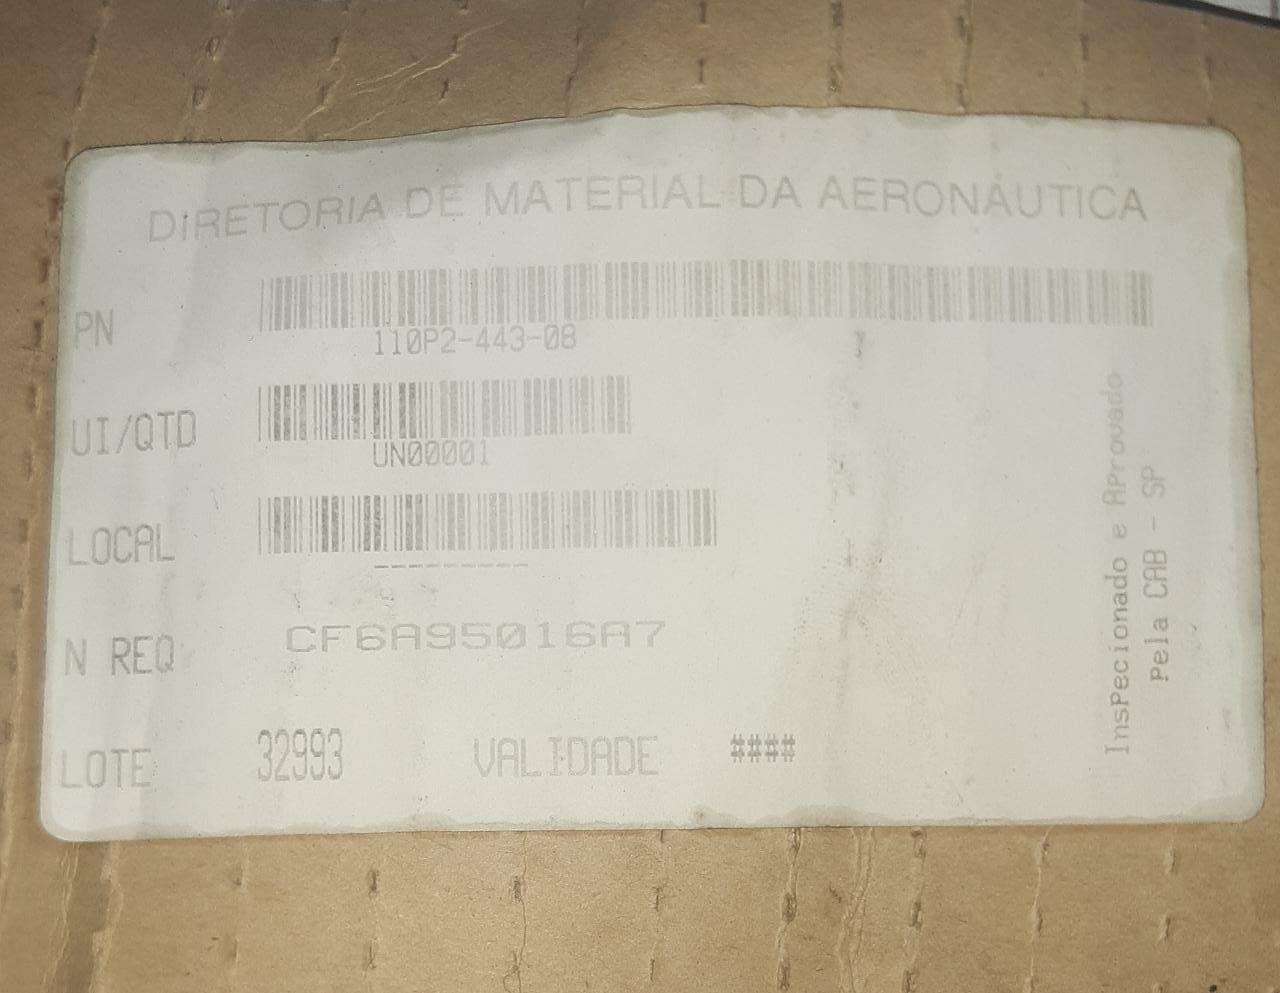 DIRETORIA DE MATERIAL DA AERONÁUTICA
PN
110P2-443-08
UI/QTD
UN00001
LOCAL
---------
N REQ CF6A95016A7
LOTE 32993 VALIDADE ####
InsPecionado e AProvado
Pela CAB - SP